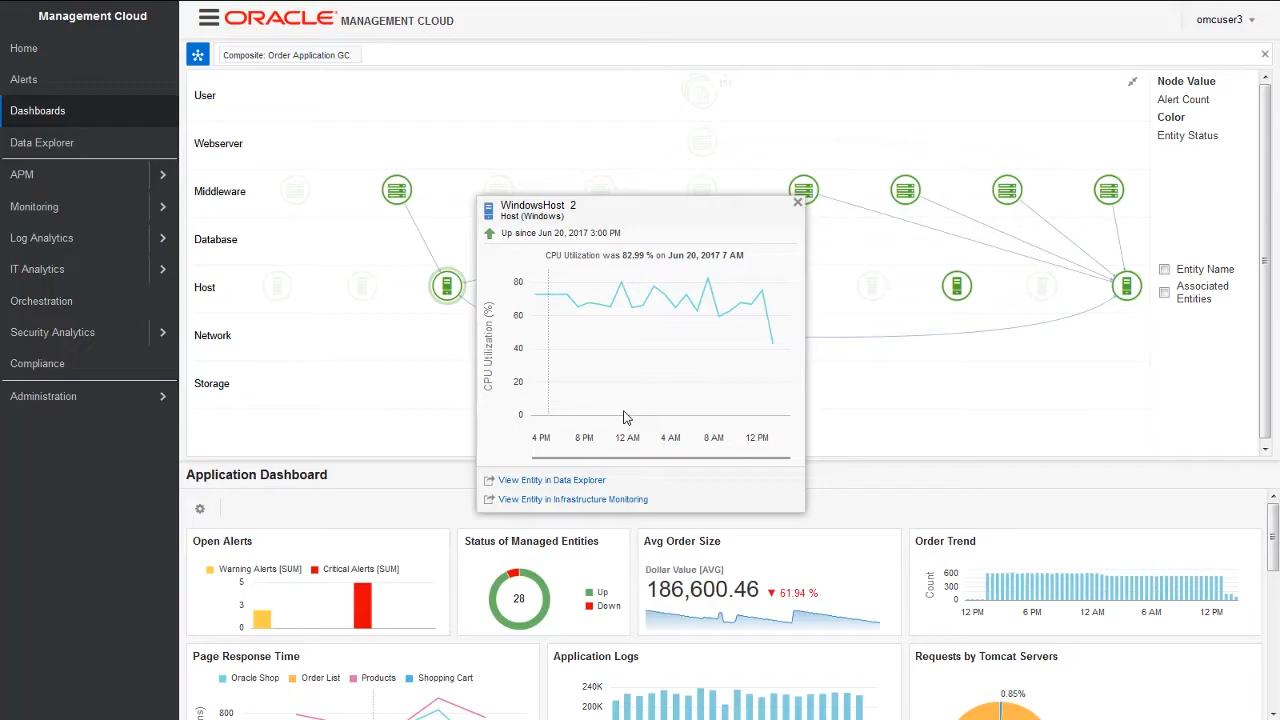 Management Cloud
Home
Alerts
Dashboards
Data Explorer
APM
Monitoring
Log Analytics
IT Analytics
Orchestration
Security Analytics
Compliance
Administration
ORACLE MANAGEMENT CLOUD
omcuser3
Composite: Order Application GC
User
Webserver
Middleware
Database
Host
Network
Storage
Node Value
Alert Count
Color
Entity Status
Entity Name
Associated
Entities
WindowsHost 2
Host (Windows)
Up since Jun 20, 2017 3:00 PM
CPU Utilization was 82.99 % on Jun 20, 2017 7 AM
CPU Utilization (%)
80
60
40
20
0
4 PM 8 PM 12 AM 4 AM 8 AM 12 PM
View Entity in Data Explorer
View Entity in Infrastructure Monitoring
Application Dashboard
Open Alerts
Warning Alerts [SUM] Critical Alerts [SUM]
5
3
0
Status of Managed Entities
28
Up
Down
Avg Order Size
Dollar Value [AVG]
186,600.46 ▼ 61.94 %
Order Trend
Count
600
300
0
12 PM 6 PM 12 AM 6 AM 12 PM
Page Response Time
Oracle Shop Order List Products Shopping Cart
800
Application Logs
240K
200K
Requests by Tomcat Servers
0.85%